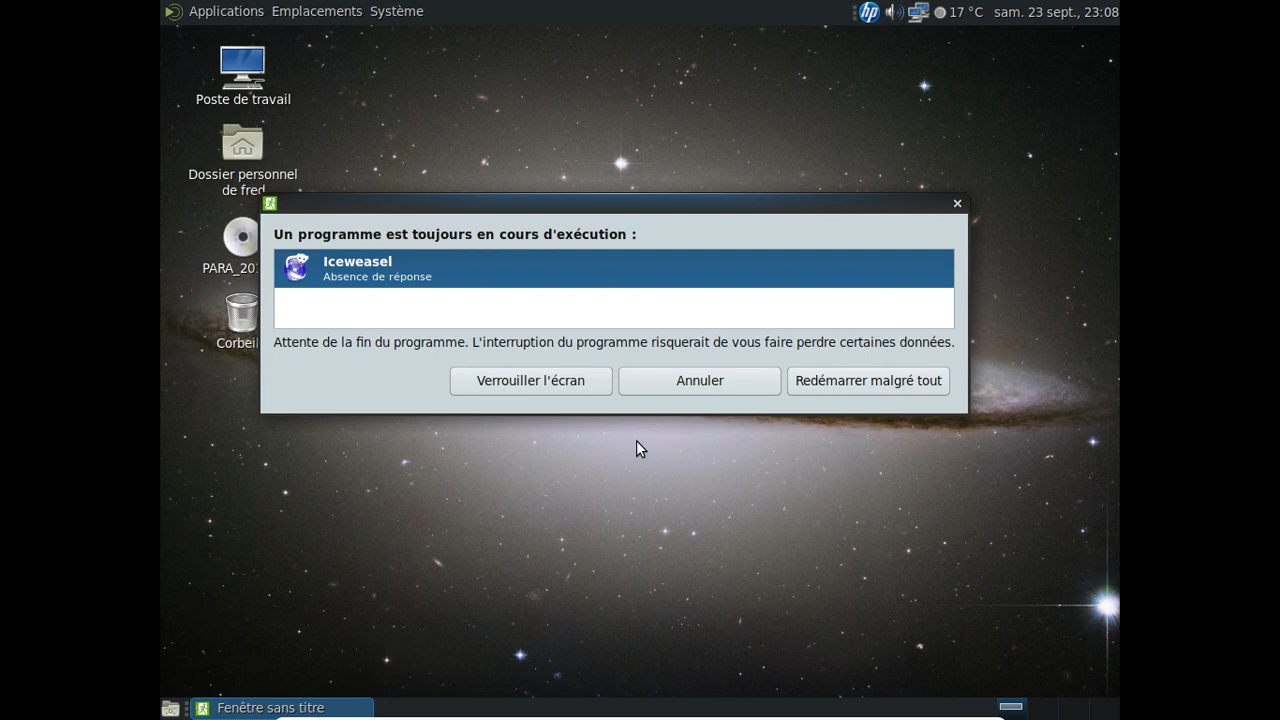 Applications Emplacements Système
hp 17 °C sam. 23 sept., 23:08
Poste de travail
Dossier personnel
de fred
PARA_20
Corbeil
Un programme est toujours en cours d'exécution :
Iceweasel
Absence de réponse
Attente de la fin du programme. L'interruption du programme risquerait de vous faire perdre certaines données.
Verrouiller l'écran Annuler Redémarrer malgré tout
Fenêtre sans titre